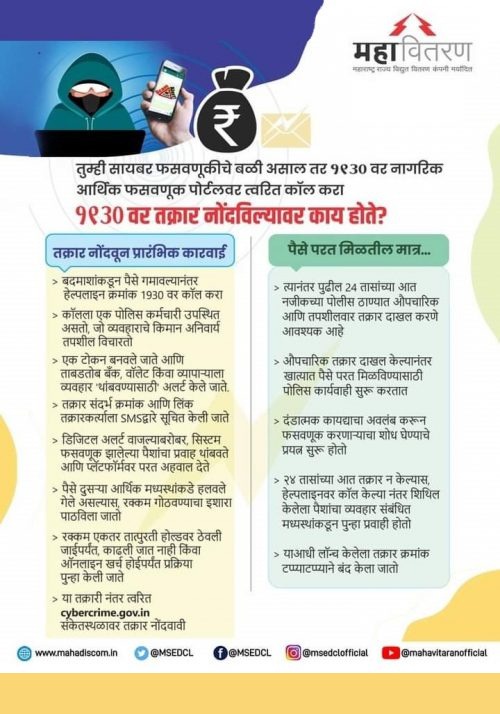 महावितरण
महाराष्ट्र राज्य विद्युत वितरण कंपनी मर्यादित
तुम्ही सायबर फसवणूकीचे बळी असाल तर १९३0 वर नागरिक
आर्थिक फसवणूक पोर्टलवर त्वरित कॉल करा
१९३0 वर तक्रार नोंदविल्यावर काय होते?
तक्रार नोंदवून प्रारंभिक कारवाई
> बदमाशांकडून पैसे गमावल्यानंतर
हेल्पलाइन क्रमांक 1930 वर कॉल करा
> कॉलला एक पोलिस कर्मचारी उपस्थित
असतो, जो व्यवहाराचे किमान अनिवार्य
तपशील विचारतो
> एक टोकन बनवले जाते आणि
ताबडतोब बँक, वॉलेट किंवा व्यापाऱ्याला
व्यवहार 'थांबवण्यासाठी' अलर्ट केले जाते.
> तक्रार संदर्भ क्रमांक आणि लिंक
तक्रारकर्त्याला SMSद्वारे सूचित केली जाते
> डिजिटल अलर्ट वाजल्याबरोबर, सिस्टम
फसवणूक झालेल्या पैशांचा प्रवाह थांबवते
आणि प्लॅटफॉर्मवर परत अहवाल देते
> पैसे दुसऱ्या आर्थिक मध्यस्थांकडे हलवले
गेले असल्यास, रक्कम गोठवण्याचा इशारा
पाठविला जातो
> रक्कम एकतर तात्पुरती होल्डवर ठेवली
जाईपर्यंत, काढली जात नाही किंवा
ऑनलाइन खर्च होईपर्यंत प्रक्रिया
पुन्हा केली जाते
> या तक्रारी नंतर त्वरित
cybercrime.gov.in
संकेतस्थळावर तक्रार नोंदवावी
पैसे परत मिळतील मात्र...
> त्यानंतर पुढील 24 तासांच्या आत
नजीकच्या पोलीस ठाण्यात औपचारिक
आणि तपशीलवार तक्रार दाखल करणे
आवश्यक आहे
> औपचारिक तक्रार दाखल केल्यानंतर
खात्यात पैसे परत मिळविण्यासाठी
पोलिस कार्यवाही सुरू करतात
> दंडात्मक कायद्याचा अवलंब करून
फसवणूक करणाऱ्याचा शोध घेण्याचे
प्रयत्न सुरू होतो
> २४ तासांच्या आत तक्रार न केल्यास,
हेल्पलाइनवर कॉल केल्या नंतर शिथिल
केलेला पैशांचा व्यवहार संबंधित
मध्यस्थांकडून पुन्हा प्रवाही होतो
> याआधी लॉन्च केलेला तक्रार क्रमांक
टप्प्याटप्प्याने बंद केला जातो
www.mahadiscom.in
@MSEDCL
@MSEDCL
@msedclofficial
@mahavitaranofficial